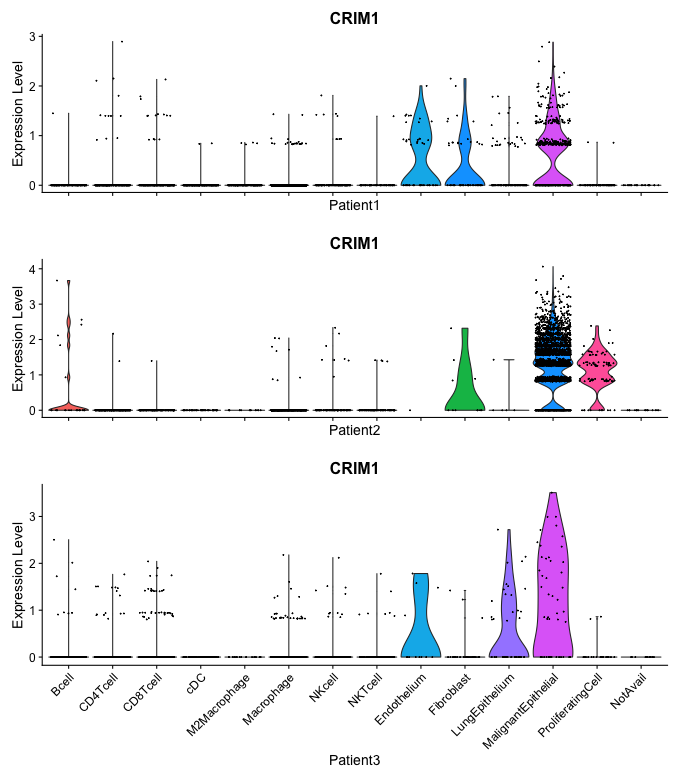 CRIM1
Expression Level
3
2
1
0
Patient1
CRIM1
Expression Level
4
3
2
1
0
Patient2
CRIM1
Expression Level
3
2
1
0
Bcell
CD4Tcell
CD8Tcell
cDC
M2Macrophage
Macrophage
NKcell
NKTcell
Endothelium
Fibroblast
LungEpithelium
MalignantEpithelial
ProliferatingCell
NotAvail
Patient3